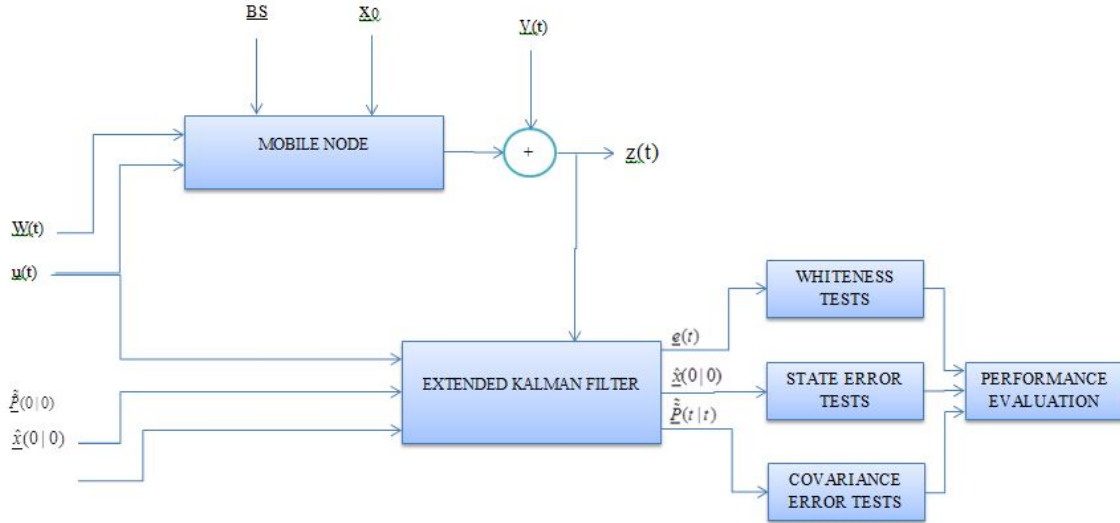 BS
X0
V(t)
MOBILE NODE
+
z(t)
W(t)
u(t)
WHITENESS
TESTS
e(t)
EXTENDED KALMAN FILTER
x̂(0|0)
STATE ERROR
TESTS
PERFORMANCE
EVALUATION
P̃̂(0|0)
P̃̂(t|t)
x̂(0|0)
COVARIANCE
ERROR TESTS